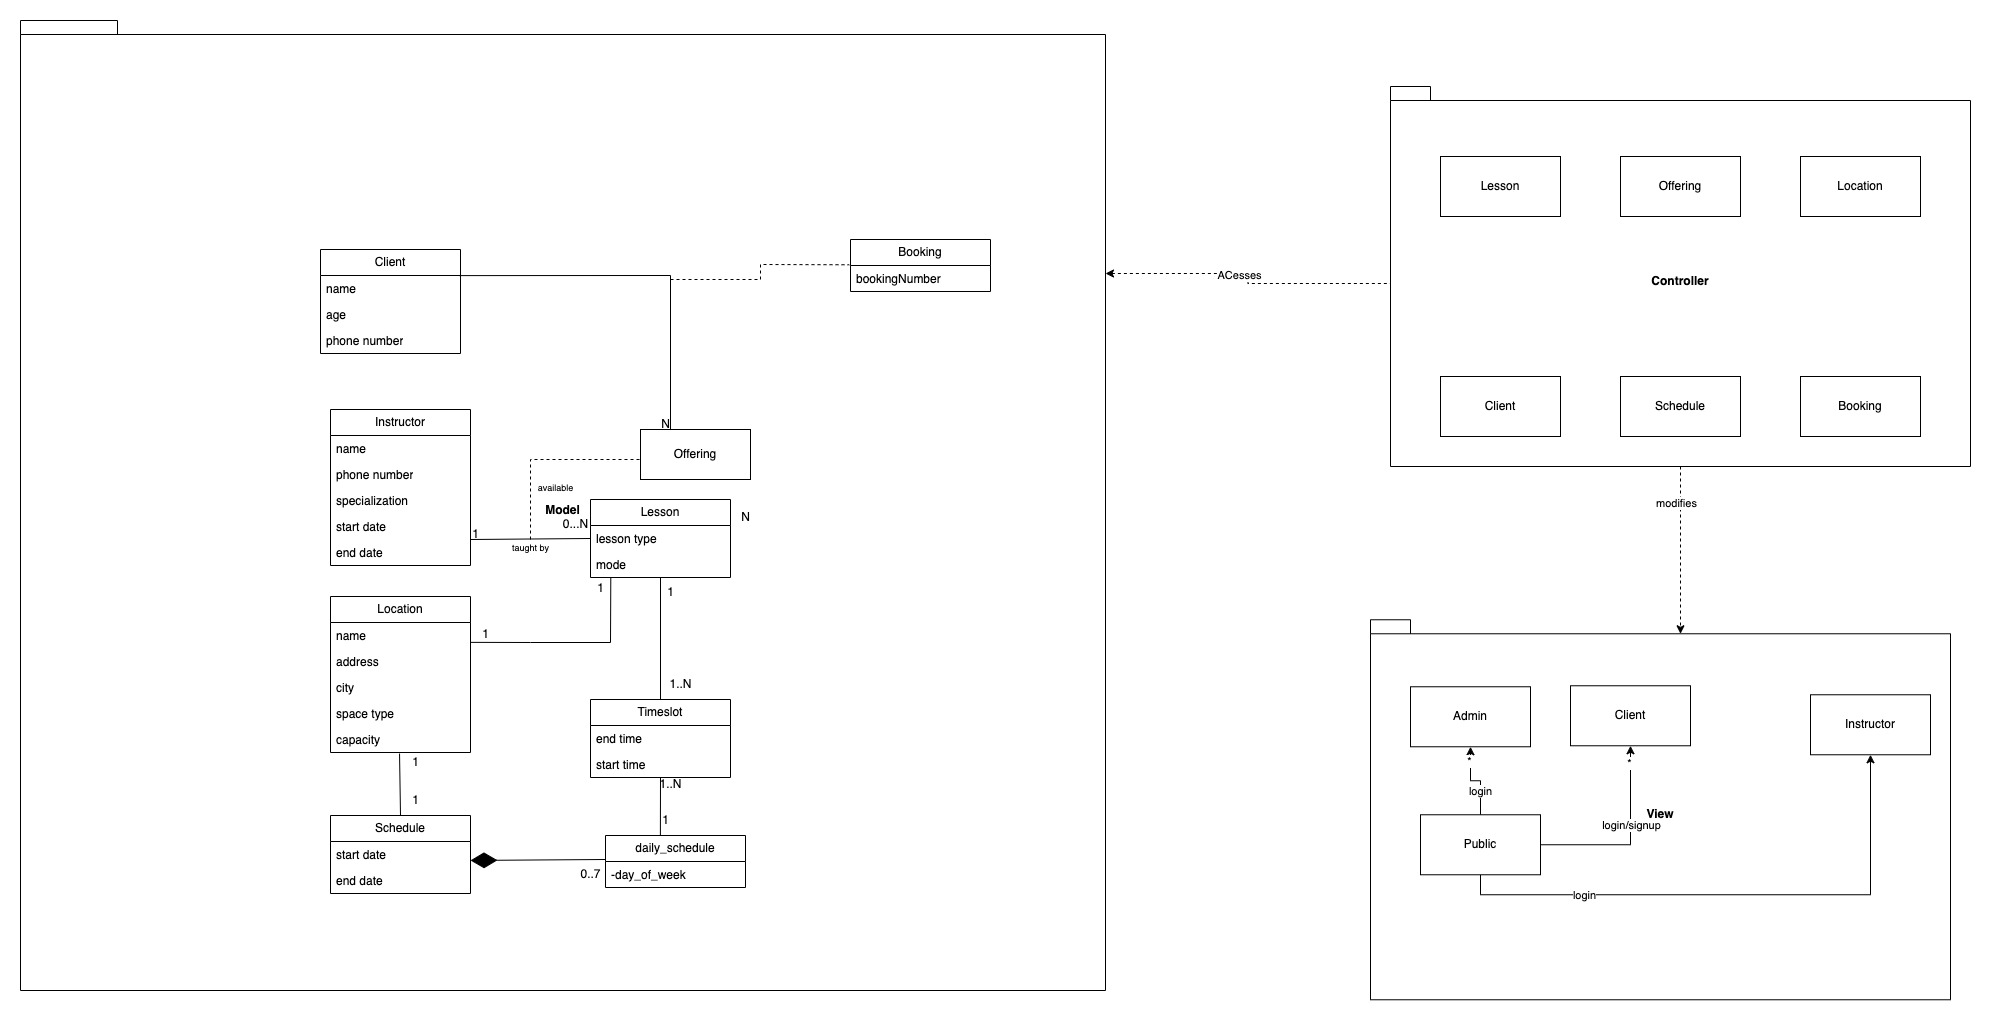 Client
name
age
phone number
Booking
bookingNumber
Instructor
name
phone number
specialization
start date
end date
N
Offering
available
Model
0...N
1
taught by
Lesson
lesson type
mode
N
1
1
Location
name
address
city
space type
capacity
1
1..N
Timeslot
end time
start time
1..N
1
1
1
Schedule
start date
end date
0..7
daily_schedule
-day_of_week
ACesses
Lesson
Offering
Location
Controller
Client
Schedule
Booking
modifies
Admin
Client
Instructor
*
*
login
View
login/signup
Public
login